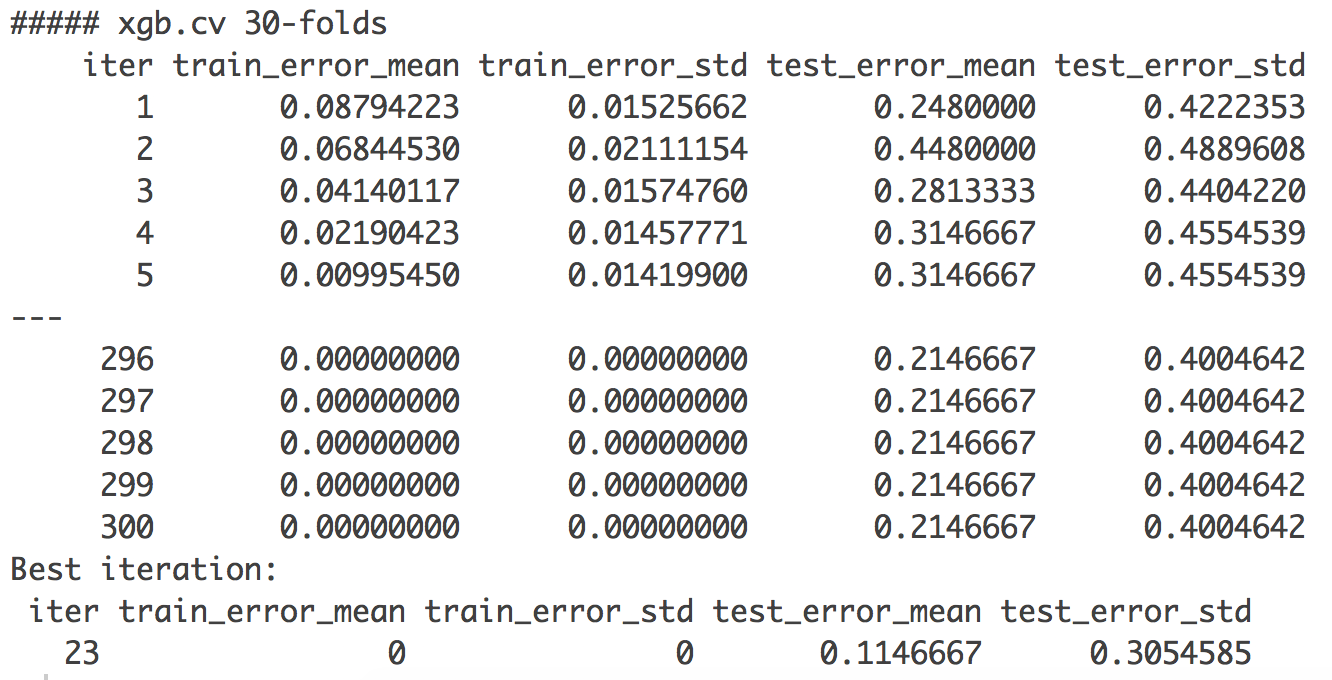 ##### xgb.cv 30-folds
iter train_error_mean train_error_std test_error_mean test_error_std
1 0.08794223 0.01525662 0.2480000 0.4222353
2 0.06844530 0.02111154 0.4480000 0.4889608
3 0.04140117 0.01574760 0.2813333 0.4404220
4 0.02190423 0.01457771 0.3146667 0.4554539
5 0.00995450 0.01419900 0.3146667 0.4554539
---
296 0.00000000 0.00000000 0.2146667 0.4004642
297 0.00000000 0.00000000 0.2146667 0.4004642
298 0.00000000 0.00000000 0.2146667 0.4004642
299 0.00000000 0.00000000 0.2146667 0.4004642
300 0.00000000 0.00000000 0.2146667 0.4004642
Best iteration:
iter train_error_mean train_error_std test_error_mean test_error_std
23 0 0 0.1146667 0.3054585